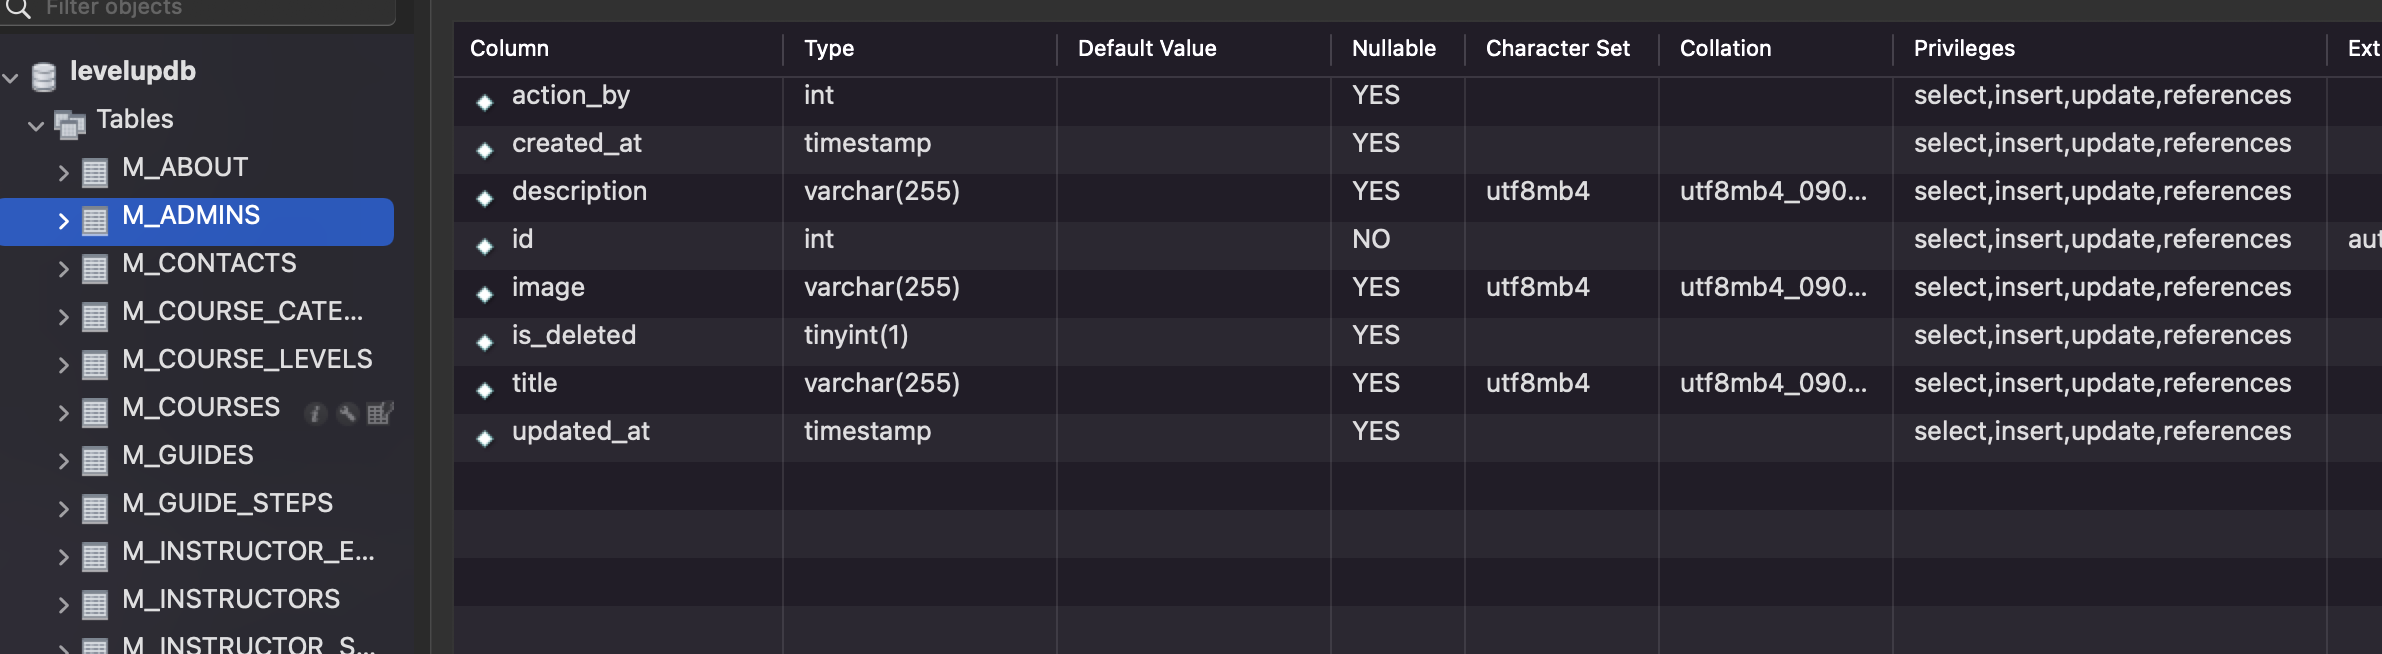 Filter objects
levelupdb
Tables
M_ABOUT
M_ADMINS
M_CONTACTS
M_COURSE_CATE...
M_COURSE_LEVELS
M_COURSES
M_GUIDES
M_GUIDE_STEPS
M_INSTRUCTOR_E...
M_INSTRUCTORS
M_INSTRUCTOR_S...
Column Type Default Value Nullable Character Set Collation Privileges Ext
action_by int YES select,insert,update,references
created_at timestamp YES select,insert,update,references
description varchar(255) YES utf8mb4 utf8mb4_090... select,insert,update,references
id int NO select,insert,update,references aut
image varchar(255) YES utf8mb4 utf8mb4_090... select,insert,update,references
is_deleted tinyint(1) YES select,insert,update,references
title varchar(255) YES utf8mb4 utf8mb4_090... select,insert,update,references
updated_at timestamp YES select,insert,update,references